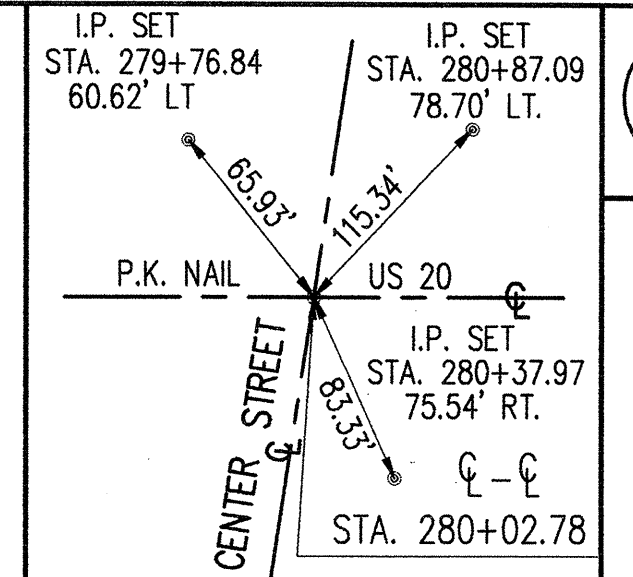 I.P. SET
STA. 279+76.84
60.62' LT
I.P. SET
STA. 280+87.09
78.70' LT.
65.93'
115.34'
P.K. NAIL
US 20
℄
I.P. SET
STA. 280+37.97
75.54' RT.
83.33'
CENTER STREET
℄
℄ - ℄
STA. 280+02.78